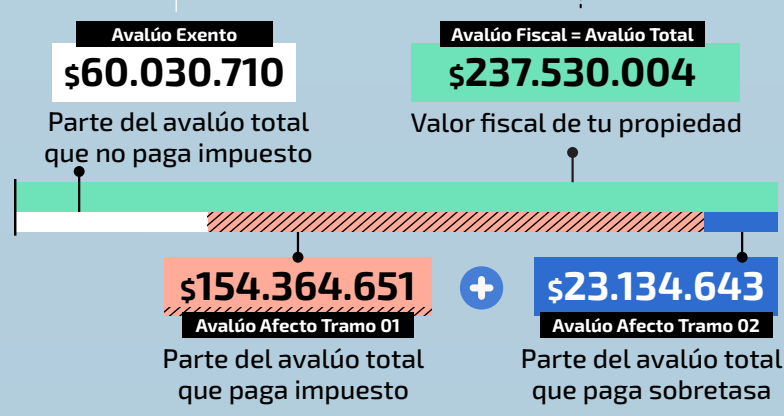 Avalúo Exento
$60.030.710
Parte del avalúo total
que no paga impuesto
Avalúo Fiscal = Avalúo Total
$237.530.004
Valor fiscal de tu propiedad
$154.364.651
Avalúo Afecto Tramo 01
Parte del avalúo total
que paga impuesto
+
$23.134.643
Avalúo Afecto Tramo 02
Parte del avalúo total
que paga sobretasa